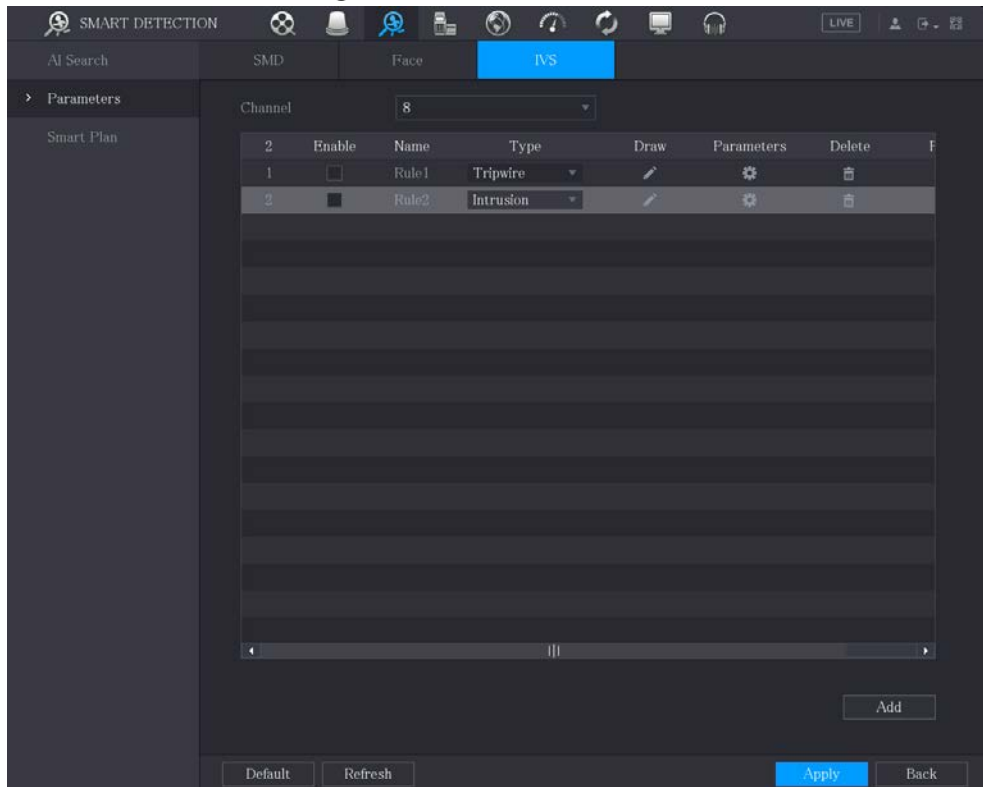 SMART DETECTION LIVE
AI Search SMD Face IVS
Parameters
Channel 8
Smart Plan
2 Enable Name Type Draw Parameters Delete
1 Rule1 Tripwire
2 Rule2 Intrusion
Add
Default Refresh Apply Back